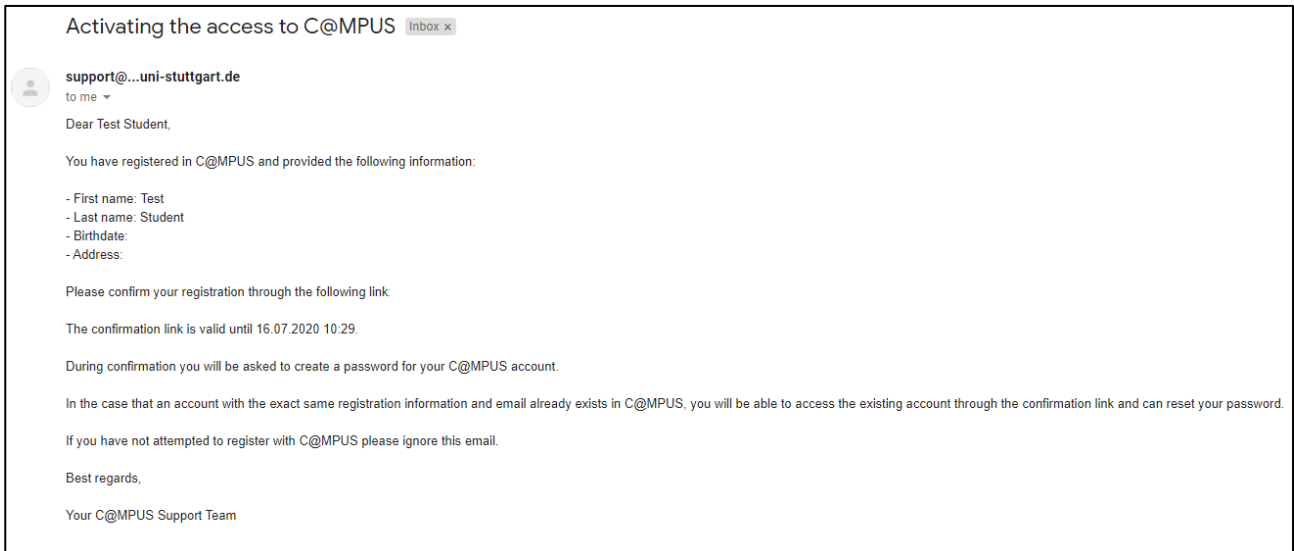 Activating the access to C@MPUS Inbox x
support@...uni-stuttgart.de
to me
Dear Test Student,
You have registered in C@MPUS and provided the following information:
- First name: Test
- Last name: Student
- Birthdate:
- Address:
Please confirm your registration through the following link:
The confirmation link is valid until 16.07.2020 10:29.
During confirmation you will be asked to create a password for your C@MPUS account.
In the case that an account with the exact same registration information and email already exists in C@MPUS, you will be able to access the existing account through the confirmation link and can reset your password.
If you have not attempted to register with C@MPUS please ignore this email.
Best regards,
Your C@MPUS Support Team